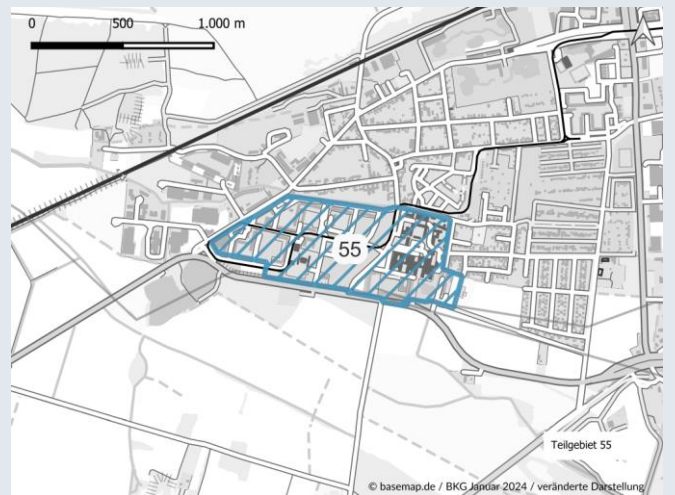 0 500 1.000 m
55
Teilgebiet 55
© basemap.de / BKG Januar 2024 / veränderte Darstellung